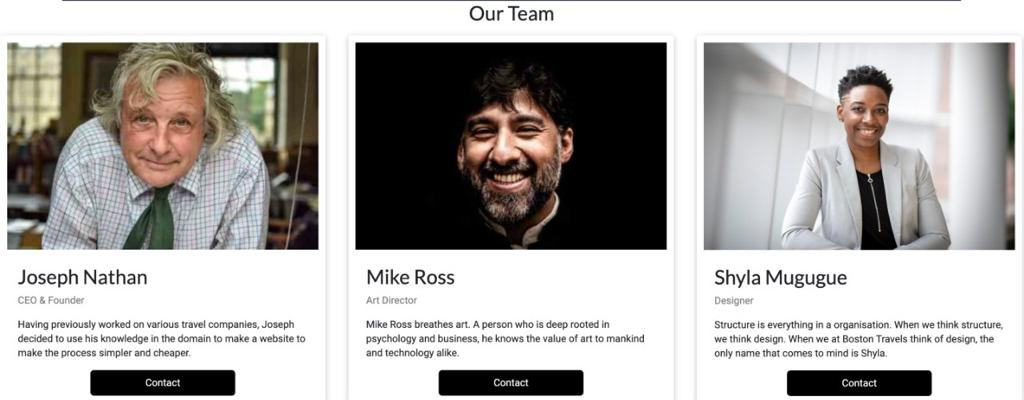 Our Team
Joseph Nathan
CEO & Founder
Having previously worked on various travel companies, Joseph
decided to use his knowledge in the domain to make a website to
make the process simpler and cheaper.
Contact
Mike Ross
Art Director
Mike Ross breathes art. A person who is deep rooted in
psychology and business, he knows the value of art to mankind
and technology alike.
Contact
Shyla Mugugue
Designer
Structure is everything in a organisation. When we think structure,
we think design. When we at Boston Travels think of design, the
only name that comes to mind is Shyla.
Contact